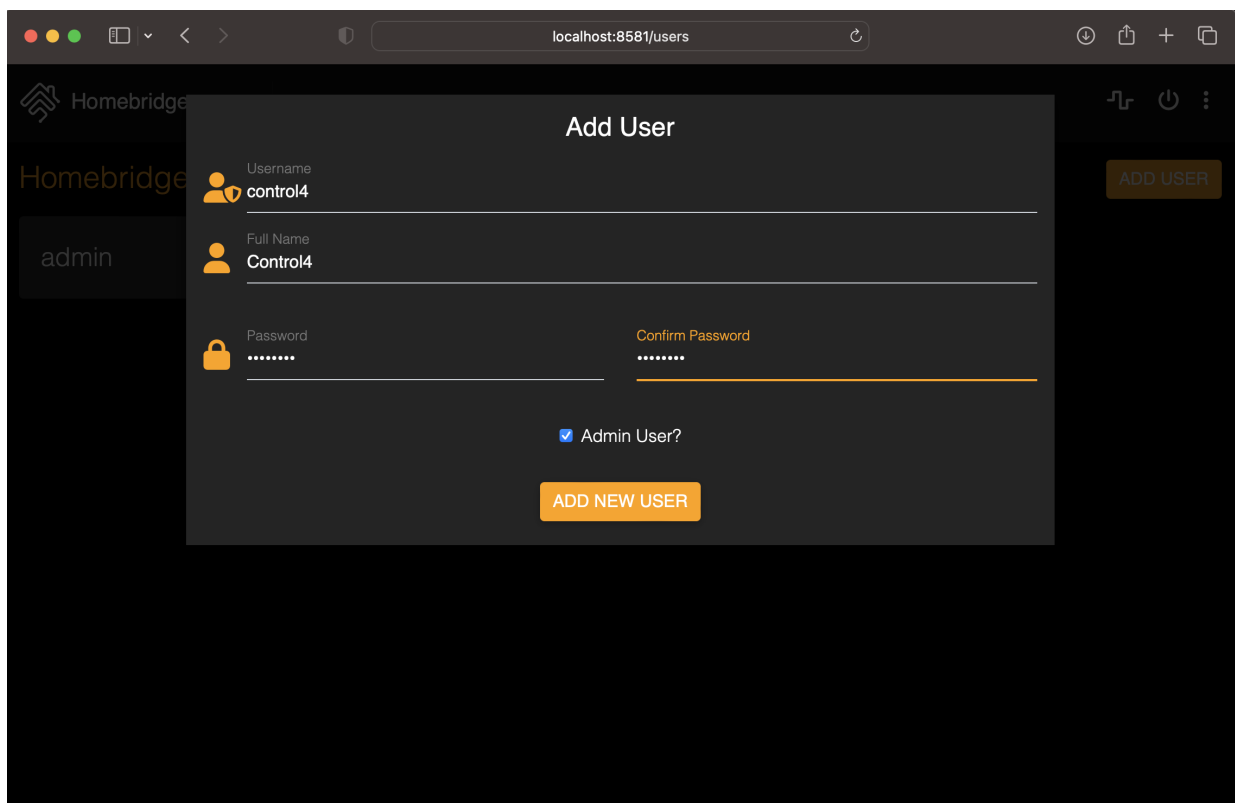 localhost:8581/users
Homebridge
Add User
Homebridge
ADD USER
Username
control4
admin
Full Name
Control4
Password
Confirm Password
••••••••
••••••••
Admin User?
ADD NEW USER